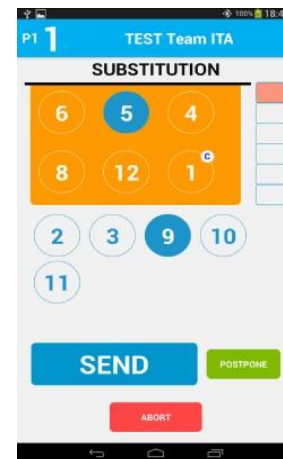 100% 18:4
P1 1 TEST Team ITA
SUBSTITUTION
6 5 4
8 12 1 C
2 3 9 10
11
SEND
POSTPONE
ABORT